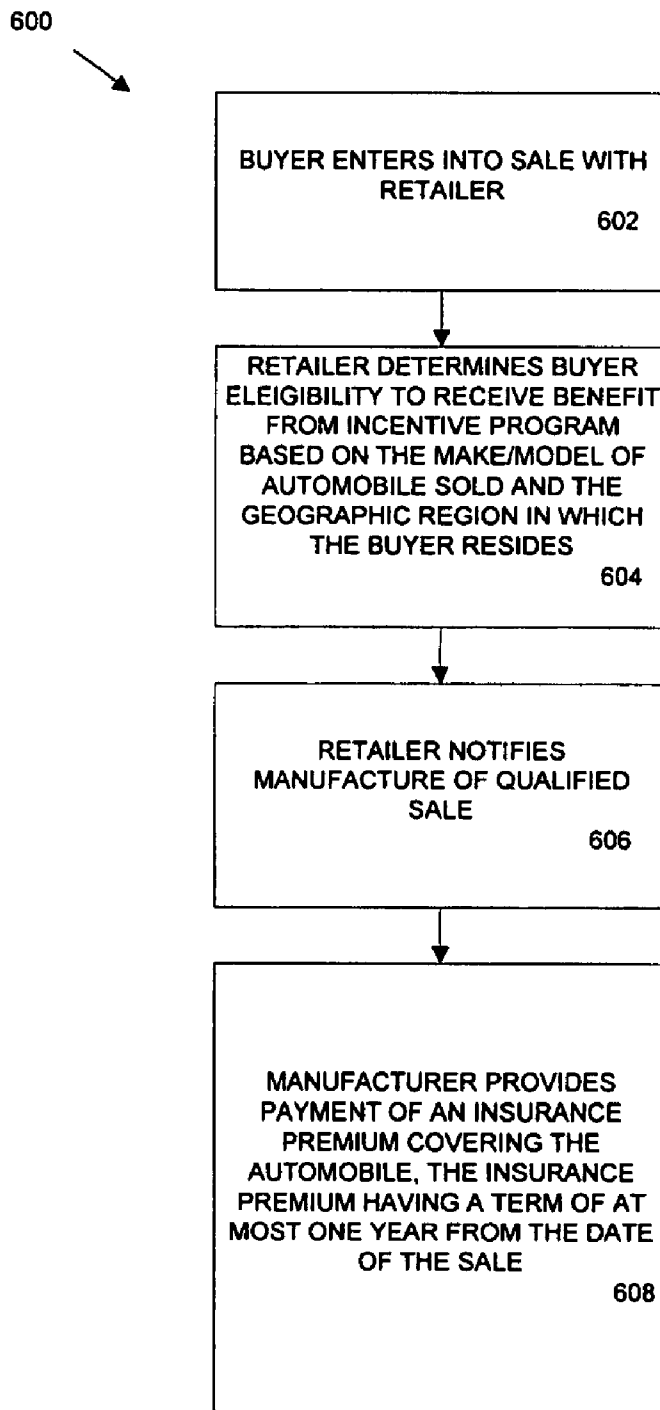 600
BUYER ENTERS INTO SALE WITH
RETAILER
602
RETAILER DETERMINES BUYER
ELEIGIBILITY TO RECEIVE BENEFIT
FROM INCENTIVE PROGRAM
BASED ON THE MAKE/MODEL OF
AUTOMOBILE SOLD AND THE
GEOGRAPHIC REGION IN WHICH
THE BUYER RESIDES
604
RETAILER NOTIFIES
MANUFACTURE OF QUALIFIED
SALE
606
MANUFACTURER PROVIDES
PAYMENT OF AN INSURANCE
PREMIUM COVERING THE
AUTOMOBILE, THE INSURANCE
PREMIUM HAVING A TERM OF AT
MOST ONE YEAR FROM THE DATE
OF THE SALE
608